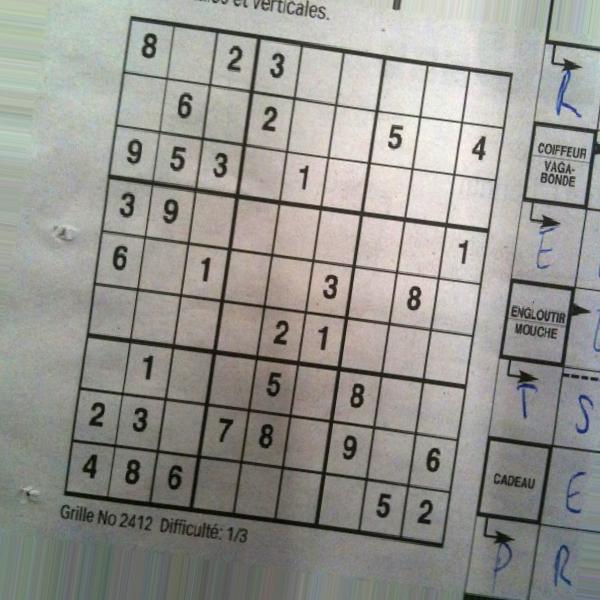 et verticales.
8 2 3
6 2 5 4
9 5 3 1
3 9 1
6 1 3 8
2 1
1 5 8
2 3 7 8 9 6
4 8 6 5 2
Grille No 2412 Difficulté: 1/3
R
COIFFEUR
VAGA-
BONDE
E
ENGLOUTIR
MOUCHE
T S
CADEAU
E
P R